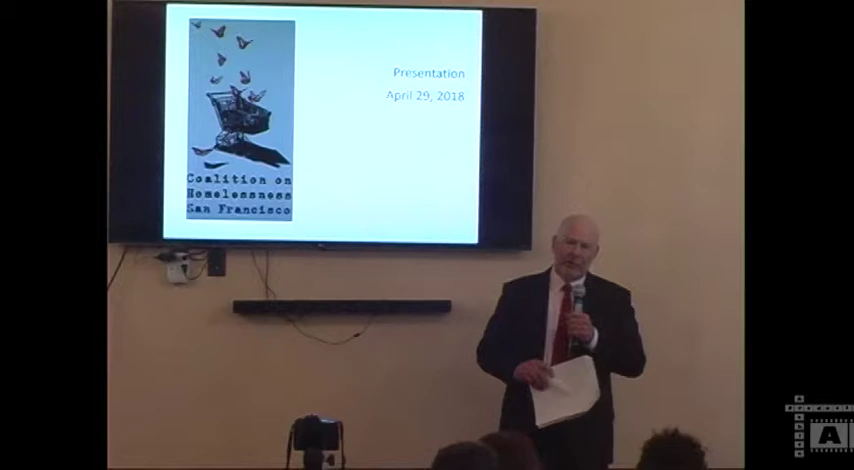 Presentation
April 29, 2018
Coalition on
Homelessness
San Francisco
A